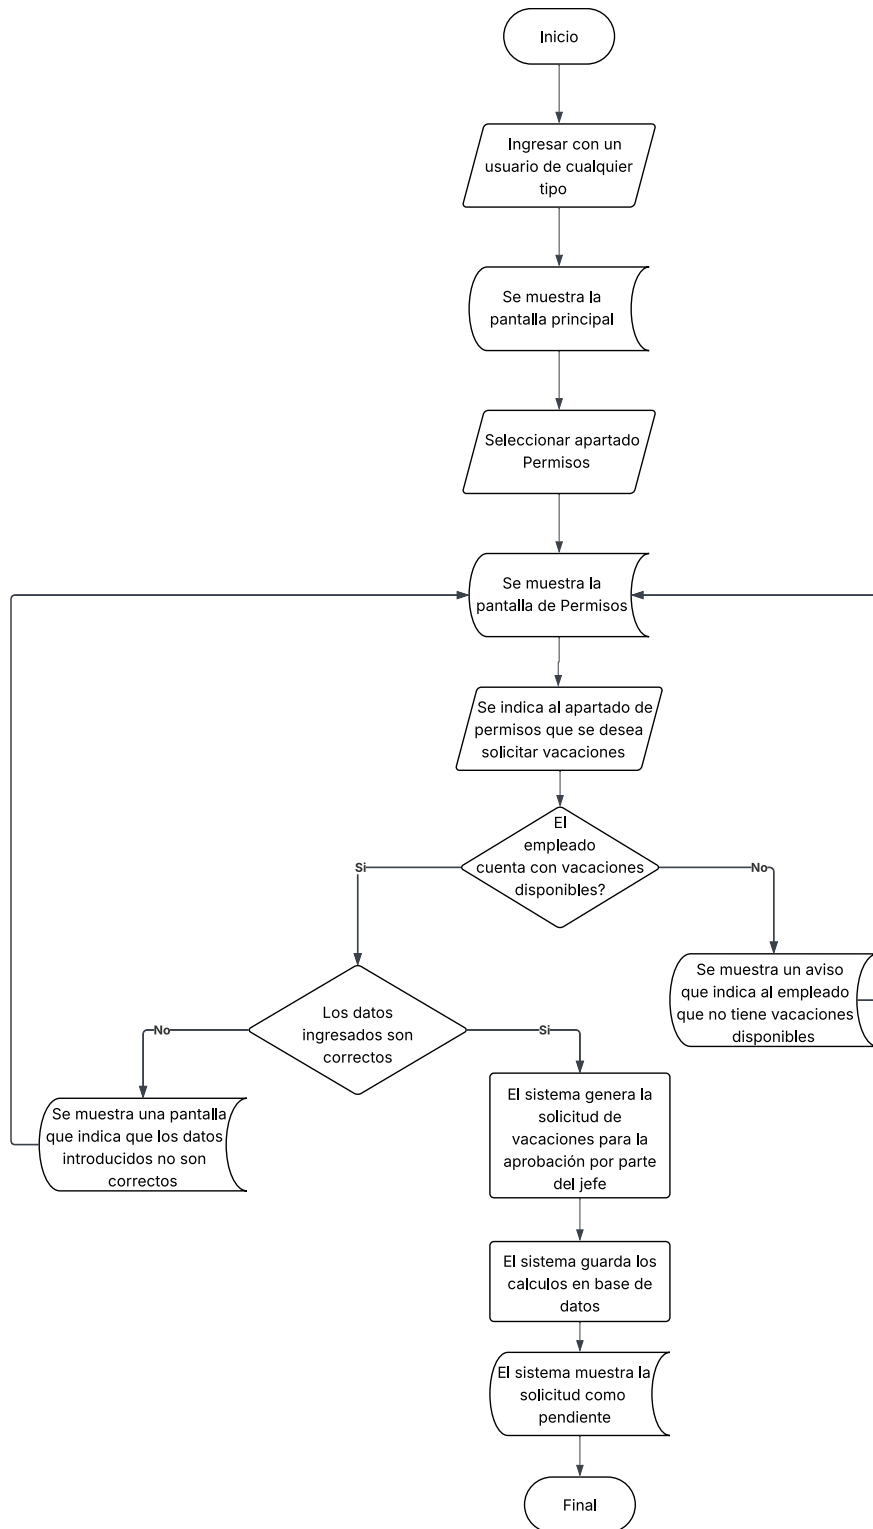 Inicio
Ingresar con un
usuario de cualquier
tipo
Se muestra la
pantalla principal
Seleccionar apartado
Permisos
Se muestra la
pantalla de Permisos
Se indica al apartado de
permisos que se desea
solicitar vacaciones
El
empleado
cuenta con vacaciones
disponibles?
Si
No
Se muestra un aviso
que indica al empleado
que no tiene vacaciones
disponibles
Los datos
ingresados son
correctos
No
Si
Se muestra una pantalla
que indica que los datos
introducidos no son
correctos
El sistema genera la
solicitud de
vacaciones para la
aprobación por parte
del jefe
El sistema guarda los
calculos en base de
datos
El sistema muestra la
solicitud como
pendiente
Final